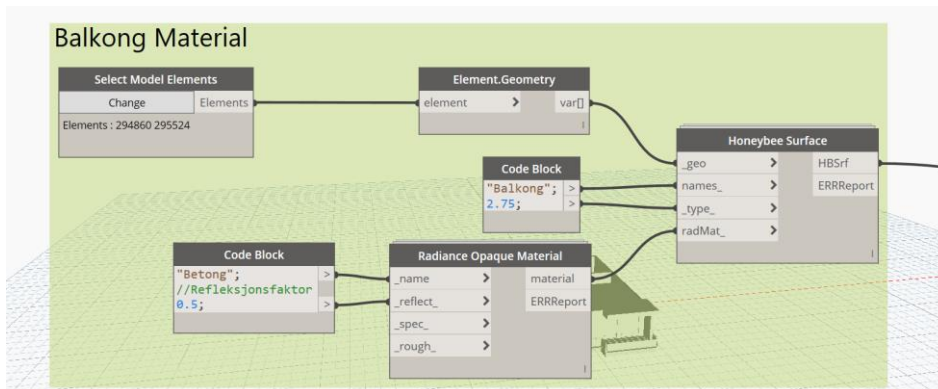 Balkong Material
Select Model Elements
Change Elements
Elements : 294860 295524
Element.Geometry
element > var[]
Code Block
"Balkong"; >
2.75; >
Honeybee Surface
_geo > HBSrf
names_ > ERRReport
_type_ >
radMat_ >
Code Block
"Betong"; >
//Refleksjonsfaktor
0.5; >
Radiance Opaque Material
_name > material
_reflect_ > ERRReport
_spec_ >
_rough_ >